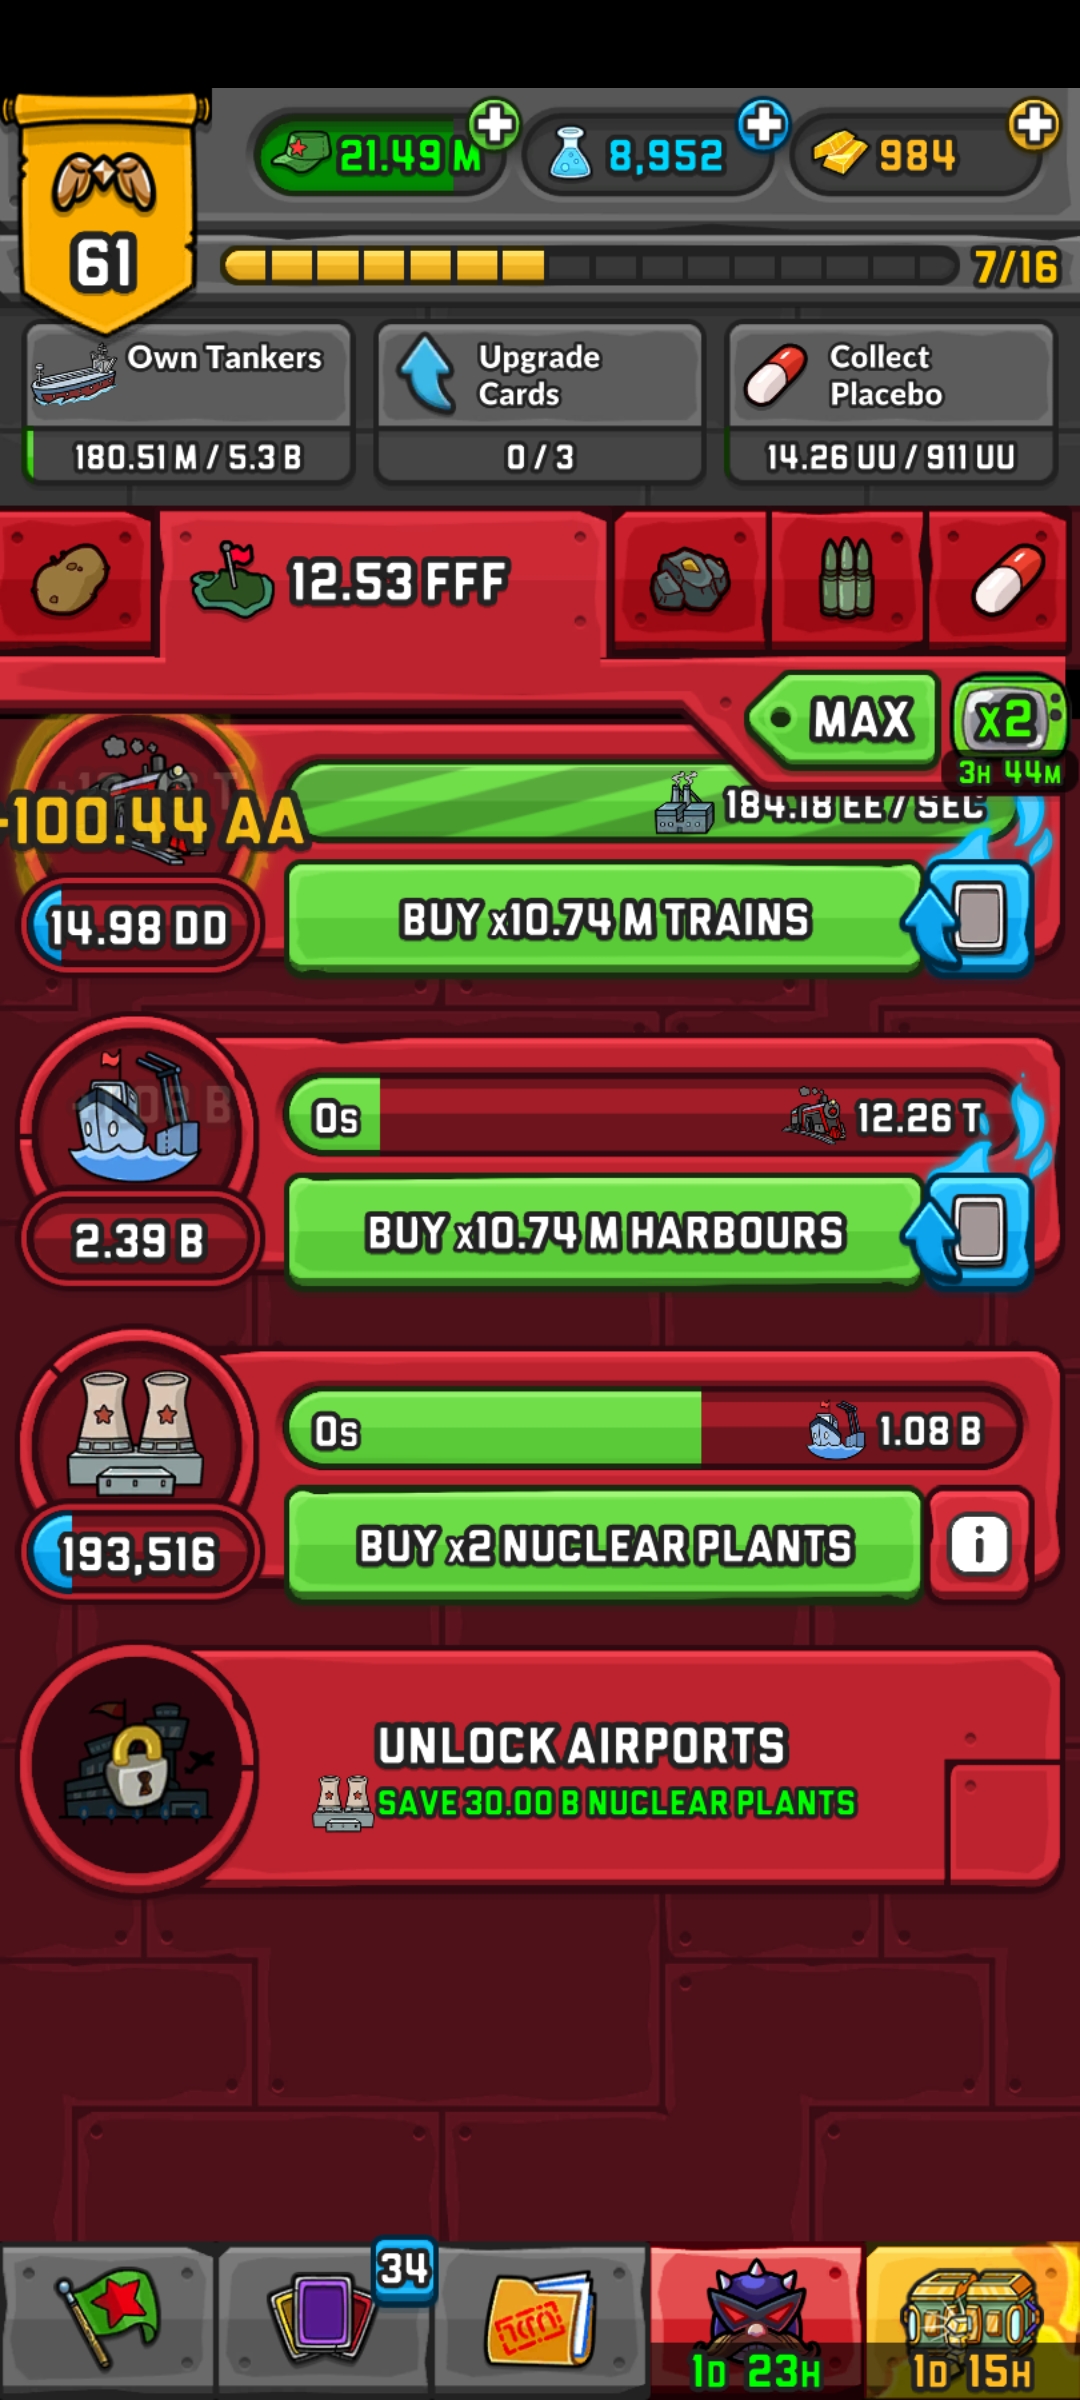 21.49 M
8,952
984
61
7/16
Own Tankers
180.51 M / 5.3 B
Upgrade
Cards
0 / 3
Collect
Placebo
14.26 UU / 911 UU
12.53 FFF
MAX
x2
3H 44M
-100.44 AA
184.18 EE / SEC
14.98 DD
BUY x10.74 M TRAINS
0s
12.26 T
2.39 B
BUY x10.74 M HARBOURS
0s
1.08 B
193,516
BUY x2 NUCLEAR PLANTS
i
UNLOCK AIRPORTS
SAVE 30.00 B NUCLEAR PLANTS
34
1D 23H
1D 15H